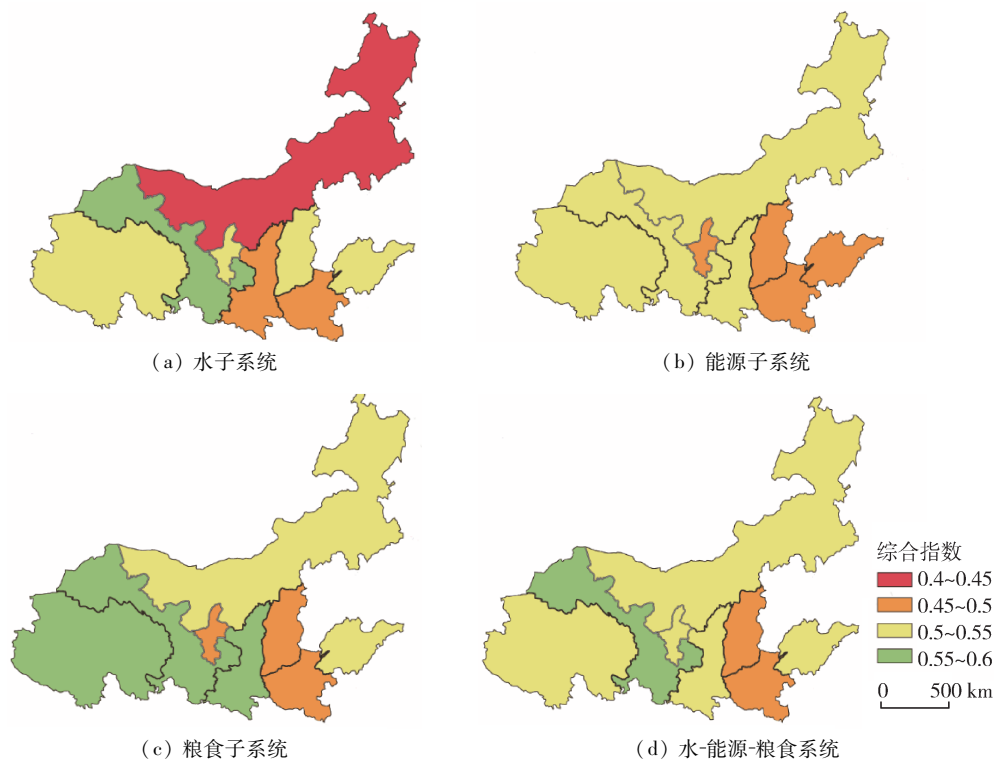 (a) 水子系统
(b) 能源子系统
(c) 粮食子系统
(d) 水-能源-粮食系统
综合指数
0.4~0.45
0.45~0.5
0.5~0.55
0.55~0.6
0 500 km